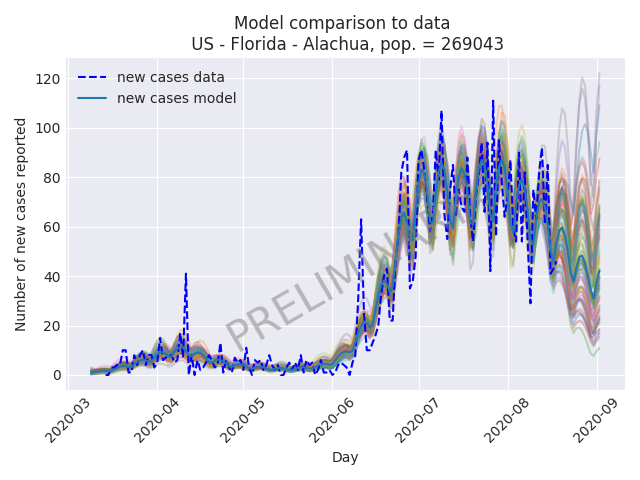 Model comparison to data
US - Florida - Alachua, pop. = 269043
new cases data
new cases model
Number of new cases reported
120
100
80
60
40
20
0
PRELIMINARY
2020-03
2020-04
2020-05
2020-06
2020-07
2020-08
2020-09
Day